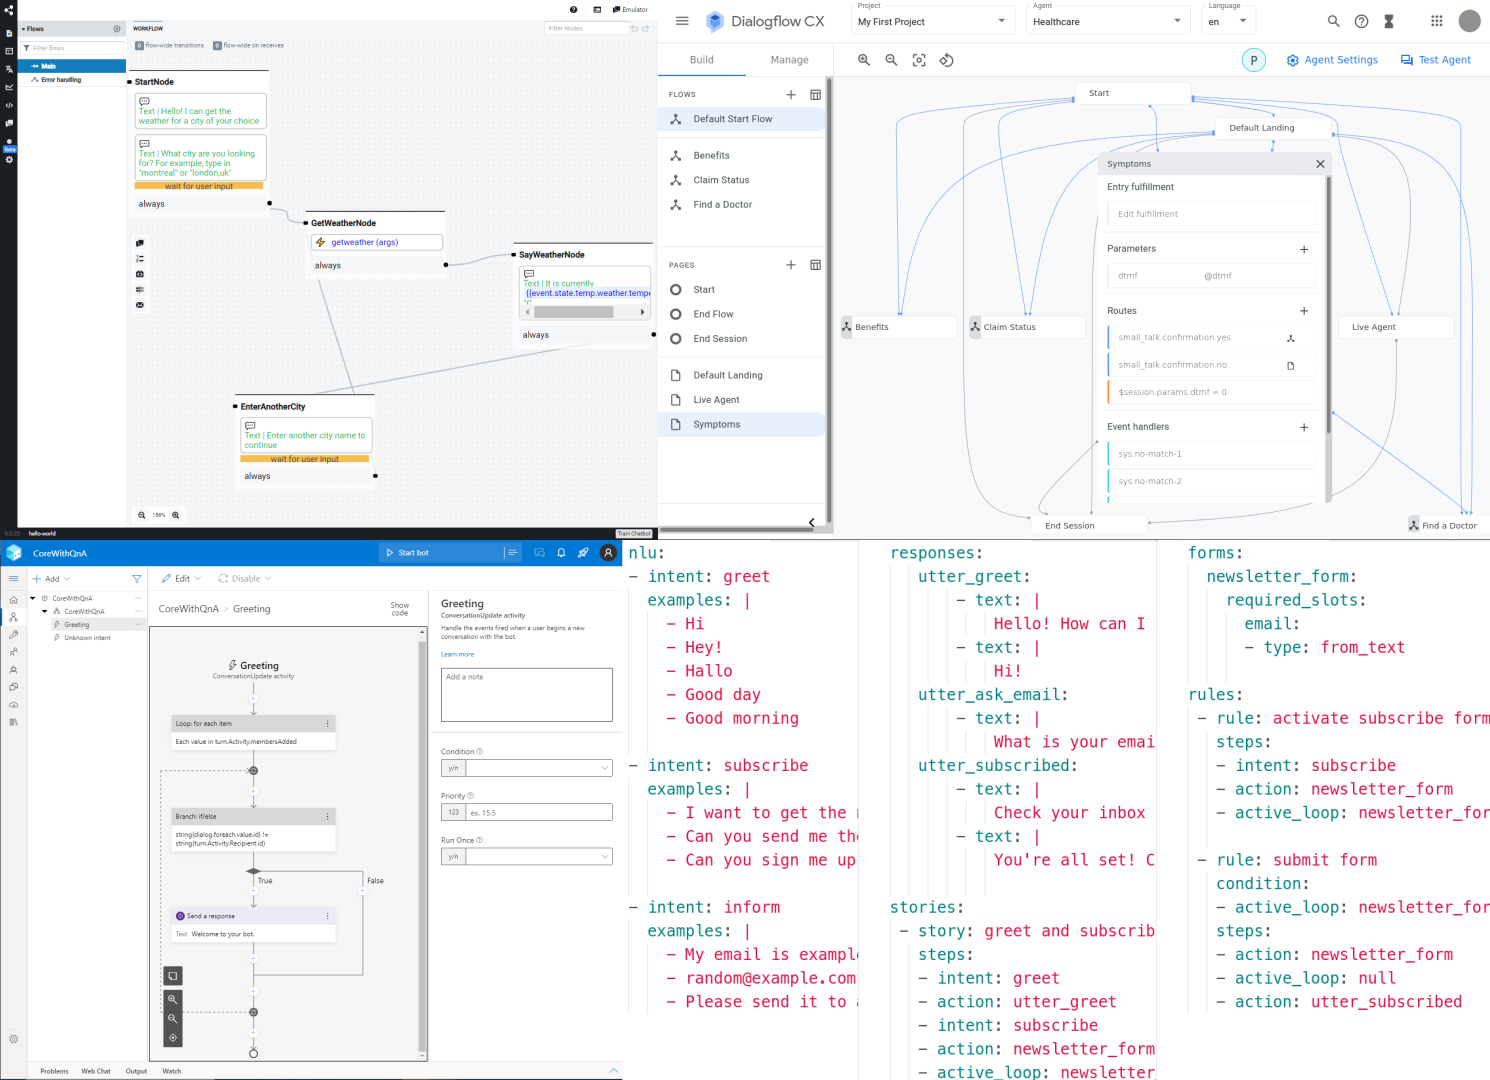 Emulator
Flows
WORKFLOW
Filter Nodes
Filter flows
0 flow-wide transitions 0 flow-wide on receives
Main
Error handling
StartNode
Text | Hello! I can get the
weather for a city of your choice
Text | What city are you looking
for? For example, type in
"montreal" or "london,uk"
wait for user input
always
GetWeatherNode
getweather (args)
always
SayWeatherNode
Text | It is currently
{{event.state.temp.weather.tempe
always
EnterAnotherCity
Text | Enter another city name to
continue
wait for user input
always
196%
Beta
hello-world
Train Chatbot
Dialogflow CX
Project
My First Project
Agent
Healthcare
Language
en
Build Manage
P Agent Settings Test Agent
FLOWS
Default Start Flow
Benefits
Claim Status
Find a Doctor
PAGES
Start
End Flow
End Session
Default Landing
Live Agent
Symptoms
Start
Default Landing
Symptoms
Entry fulfillment
Edit fulfillment
Parameters
dtmf @dtmf
Routes
small_talk.confirmation.yes
small_talk.confirmation.no
$session.params.dtmf = 0
Event handlers
sys.no-match-1
sys.no-match-2
Benefits
Claim Status
Live Agent
End Session
Find a Doctor
CoreWithQnA
Start bot
Add
Edit Disable
CoreWithQnA
CoreWithQnA
Greeting
Unknown intent
CoreWithQnA > Greeting
Show
code
Greeting
ConversationUpdate activity
Loop: for each item
Each value in turn.Activity.membersAdded
Branch: if/else
string(dialog.foreach.value.id) !=
string(turn.Activity.Recipient.id)
True
False
Send a response
Text Welcome to your bot.
Greeting
ConversationUpdate activity
Handle the events fired when a user begins a new
conversation with the bot.
Learn more
Add a note
Condition
y/n
Priority
123 ex. 15.5
Run Once
y/n
Problems Web Chat Output Watch
nlu:
- intent: greet
examples: |
- Hi
- Hey!
- Hallo
- Good day
- Good morning
- intent: subscribe
examples: |
- I want to get the
- Can you send me the
- Can you sign me up
- intent: inform
examples: |
- My email is exampl
- random@example.com
- Please send it to
responses:
utter_greet:
- text: |
Hello! How can I
- text: |
Hi!
utter_ask_email:
- text: |
What is your emai
utter_subscribed:
- text: |
Check your inbox
- text: |
You're all set! C
stories:
- story: greet and subscrib
steps:
- intent: greet
- action: utter_greet
- intent: subscribe
- action: newsletter_form
- active_loop: newsletter_
forms:
newsletter_form:
required_slots:
email:
- type: from_text
rules:
- rule: activate subscribe form
steps:
- intent: subscribe
- action: newsletter_form
- active_loop: newsletter_for
- rule: submit form
condition:
- active_loop: newsletter_for
steps:
- action: newsletter_form
- active_loop: null
- action: utter_subscribed